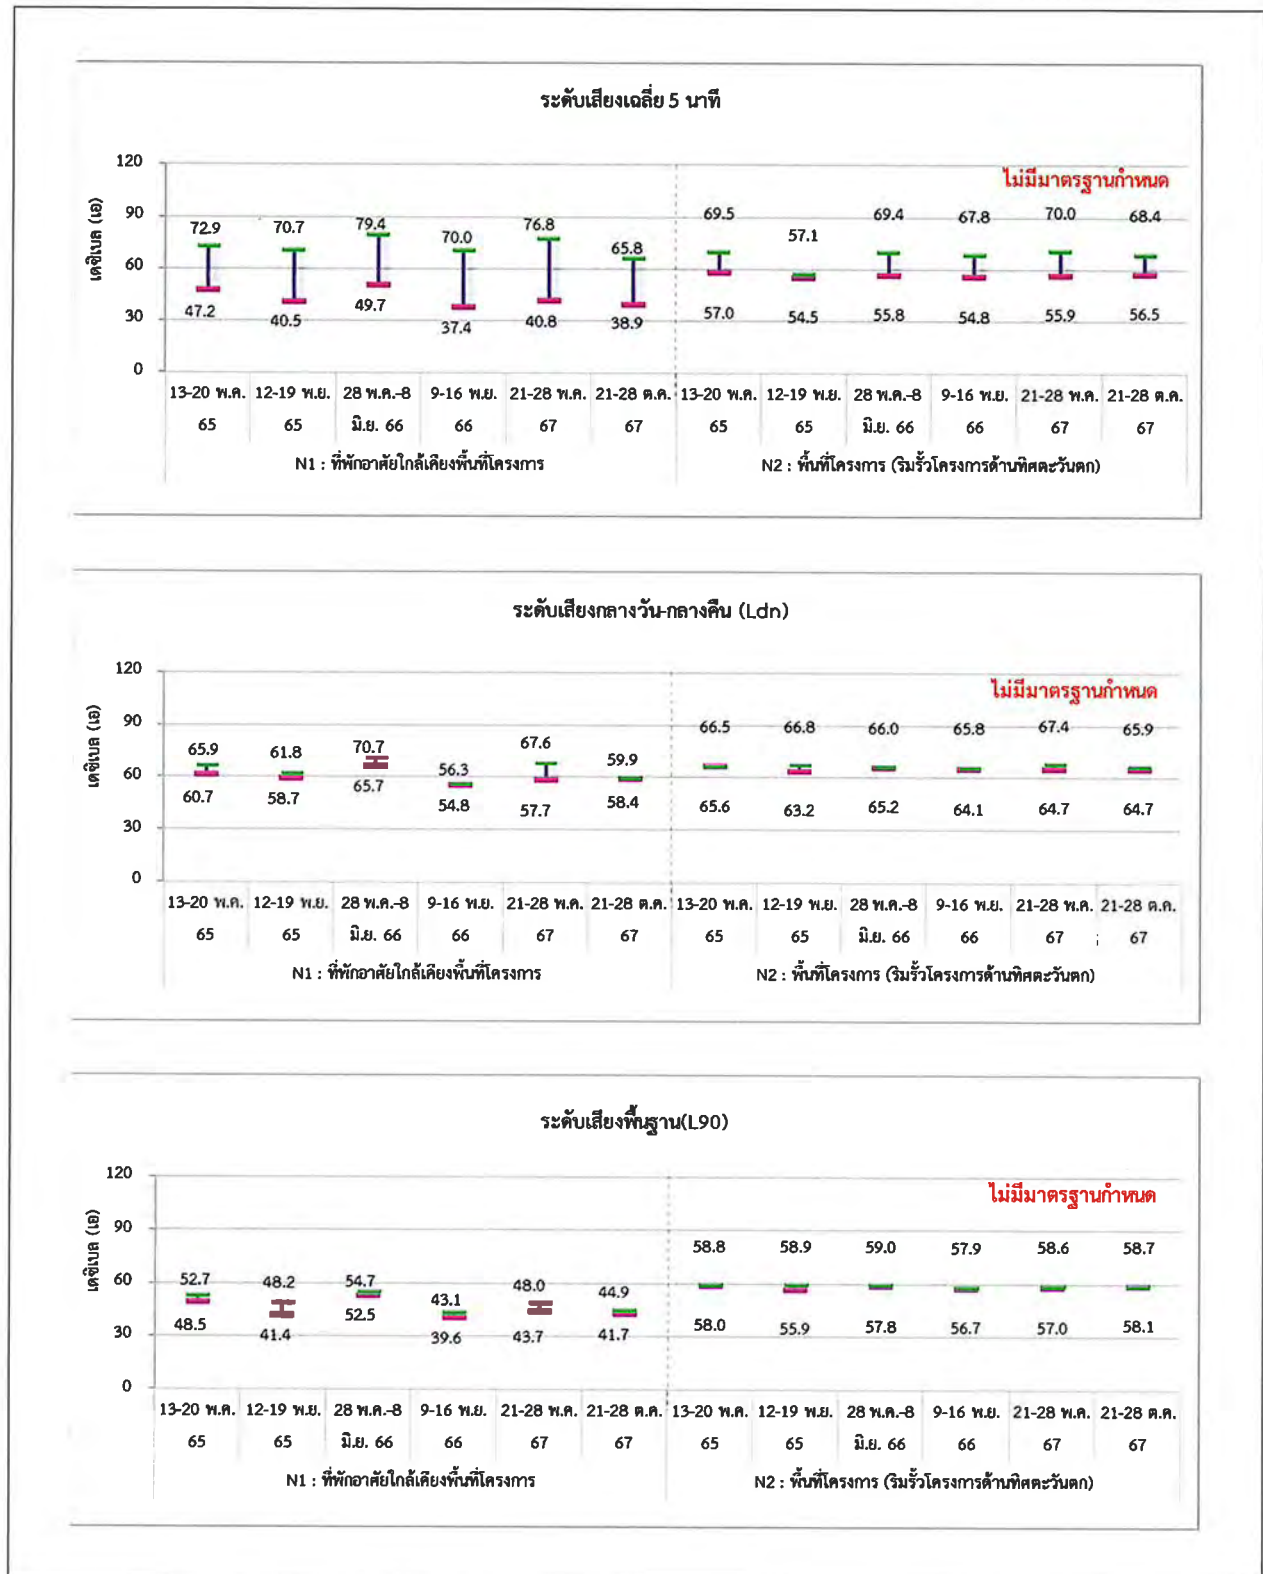 ระดับเสียงเฉลี่ย 5 นาที
ไม่มีมาตรฐานกำหนด
เดซิเบล (เอ)
120
90
60
30
0
72.9 70.7 79.4 70.0 76.8 65.8 69.5 57.1 69.4 67.8 70.0 68.4
47.2 40.5 49.7 37.4 40.8 38.9 57.0 54.5 55.8 54.8 55.9 56.5
13-20 พ.ค. 12-19 พ.ย. 28 พ.ค.-8 9-16 พ.ย. 21-28 พ.ค. 21-28 ต.ค. 13-20 พ.ค. 12-19 พ.ย. 28 พ.ค.-8 9-16 พ.ย. 21-28 พ.ค. 21-28 ต.ค.
65 65 มิ.ย. 66 66 67 67 65 65 มิ.ย. 66 66 67 67
N1 : ที่พักอาศัยใกล้เคียงพื้นที่โครงการ N2 : พื้นที่โครงการ (ริมรั้วโครงการด้านทิศตะวันตก)
ระดับเสียงกลางวัน-กลางคืน (Ldn)
ไม่มีมาตรฐานกำหนด
เดซิเบล (เอ)
120
90
60
30
0
65.9 61.8 70.7 56.3 67.6 59.9 66.5 66.8 66.0 65.8 67.4 65.9
60.7 58.7 65.7 54.8 57.7 58.4 65.6 63.2 65.2 64.1 64.7 64.7
13-20 พ.ค. 12-19 พ.ย. 28 พ.ค.-8 9-16 พ.ย. 21-28 พ.ค. 21-28 ต.ค. 13-20 พ.ค. 12-19 พ.ย. 28 พ.ค.-8 9-16 พ.ย. 21-28 พ.ค. 21-28 ต.ค.
65 65 มิ.ย. 66 66 67 67 65 65 มิ.ย. 66 66 67 67
N1 : ที่พักอาศัยใกล้เคียงพื้นที่โครงการ N2 : พื้นที่โครงการ (ริมรั้วโครงการด้านทิศตะวันตก)
ระดับเสียงพื้นฐาน(L90)
ไม่มีมาตรฐานกำหนด
เดซิเบล (เอ)
120
90
60
30
0
52.7 48.2 54.7 43.1 48.0 44.9 58.8 58.9 59.0 57.9 58.6 58.7
48.5 41.4 52.5 39.6 43.7 41.7 58.0 55.9 57.8 56.7 57.0 58.1
13-20 พ.ค. 12-19 พ.ย. 28 พ.ค.-8 9-16 พ.ย. 21-28 พ.ค. 21-28 ต.ค. 13-20 พ.ค. 12-19 พ.ย. 28 พ.ค.-8 9-16 พ.ย. 21-28 พ.ค. 21-28 ต.ค.
65 65 มิ.ย. 66 66 67 67 65 65 มิ.ย. 66 66 67 67
N1 : ที่พักอาศัยใกล้เคียงพื้นที่โครงการ N2 : พื้นที่โครงการ (ริมรั้วโครงการด้านทิศตะวันตก)